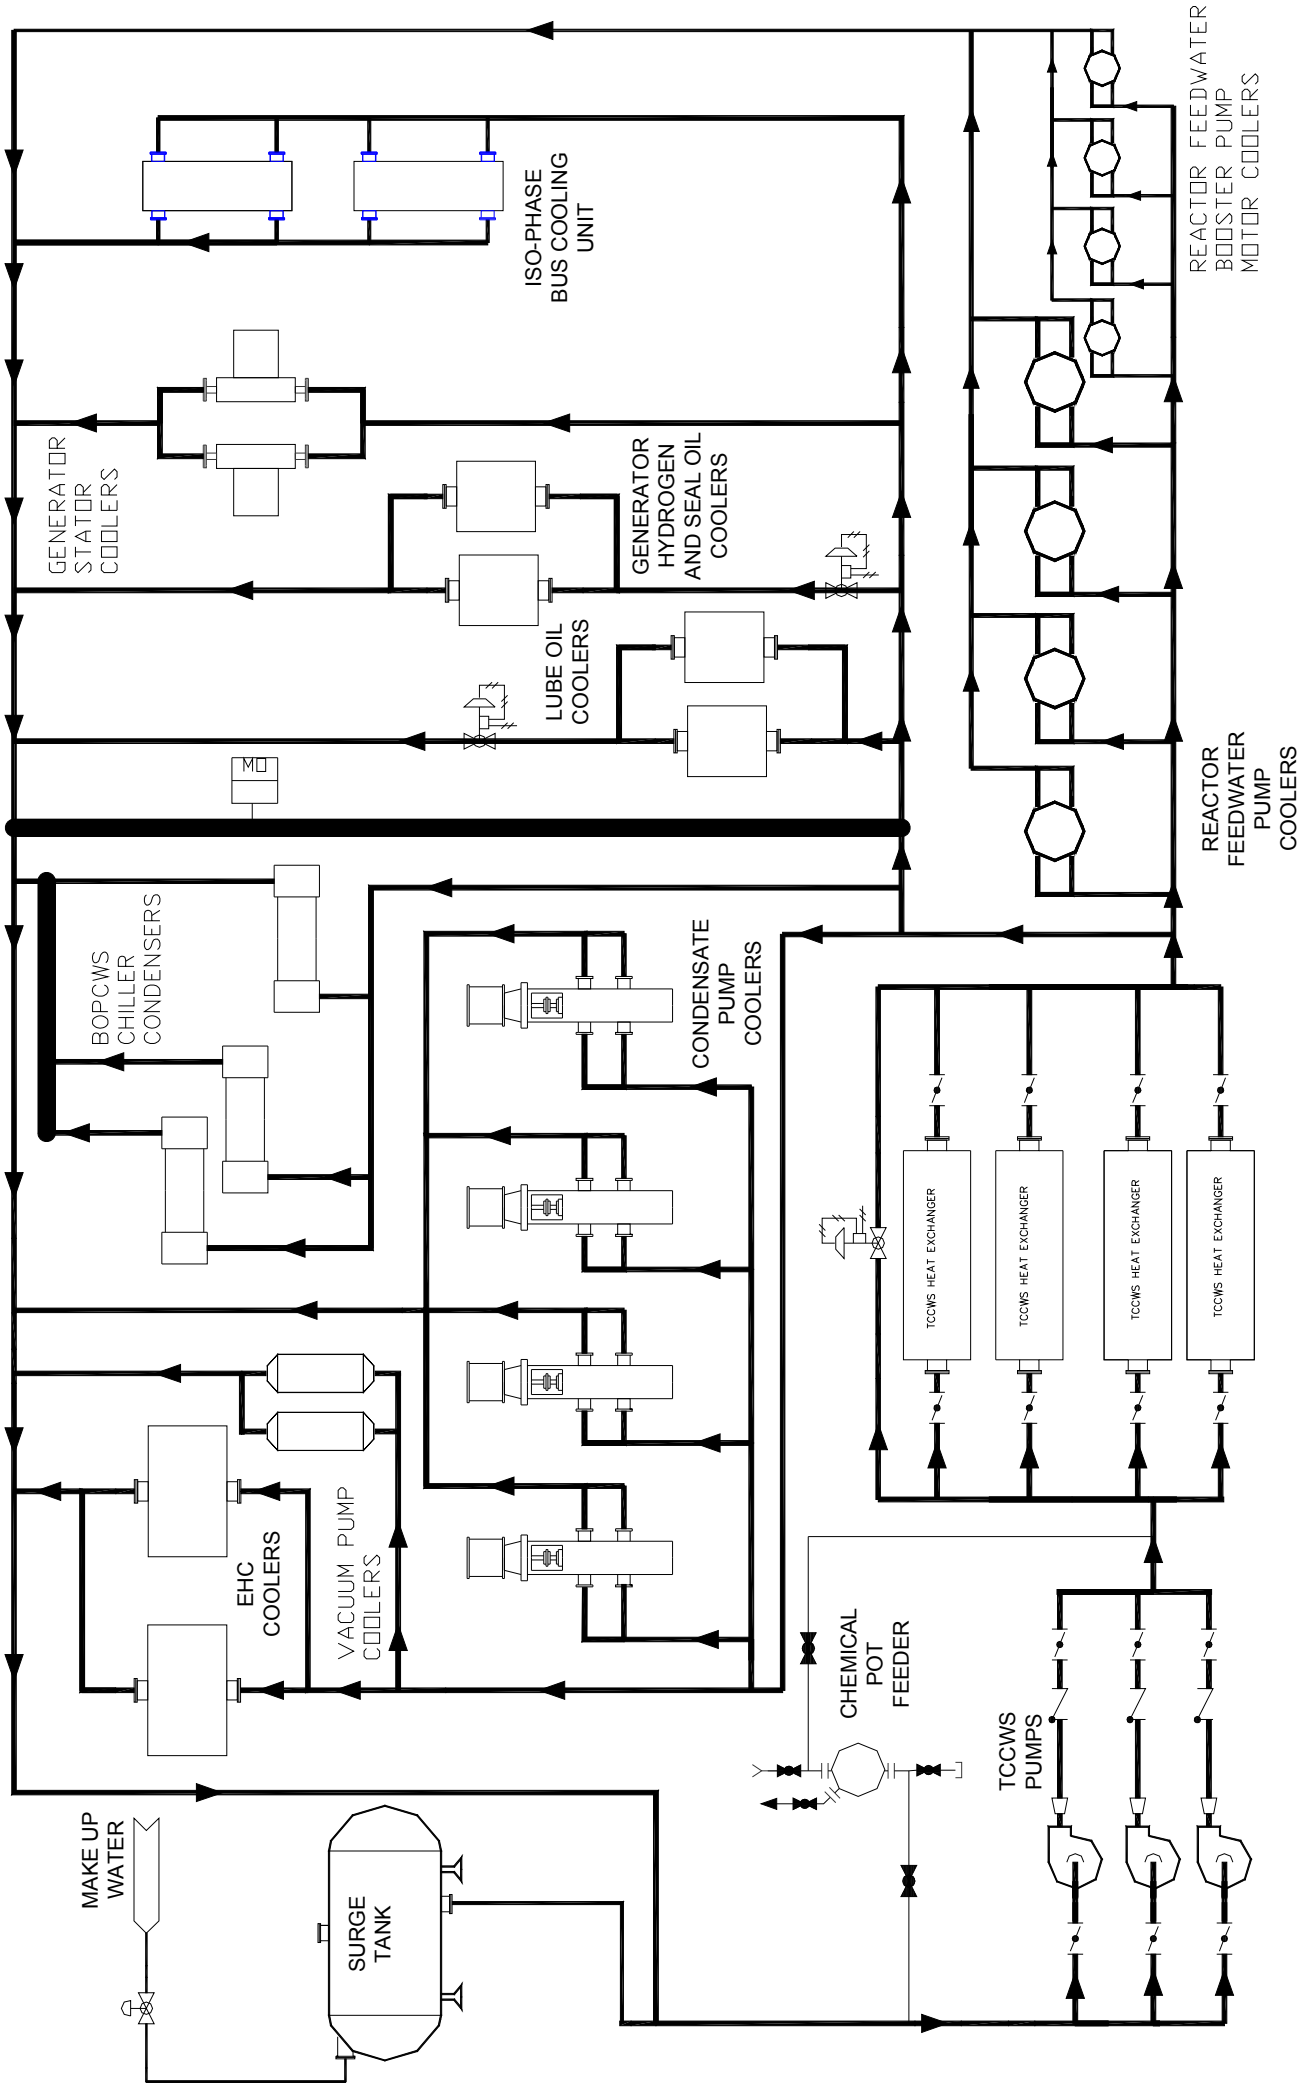 REACTOR FEEDWATER
BOOSTER PUMP
MOTOR COOLERS
ISO-PHASE
BUS COOLING
UNIT
GENERATOR
STATOR
COOLERS
GENERATOR
HYDROGEN
AND SEAL OIL
COOLERS
LUBE OIL
COOLERS
MO
REACTOR
FEEDWATER
PUMP
COOLERS
BOPCWS
CHILLER
CONDENSERS
CONDENSATE
PUMP
COOLERS
TCCWS HEAT EXCHANGER
TCCWS HEAT EXCHANGER
TCCWS HEAT EXCHANGER
TCCWS HEAT EXCHANGER
EHC
COOLERS
VACUUM PUMP
COOLERS
CHEMICAL
POT
FEEDER
TCCWS
PUMPS
MAKE UP
WATER
SURGE
TANK